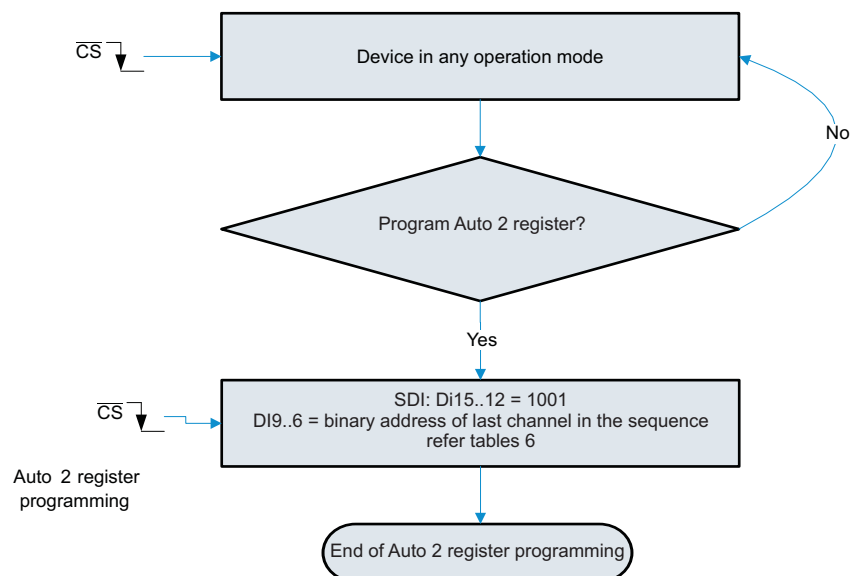 CS
Device in any operation mode
No
Program Auto 2 register?
Yes
CS
SDI: Di15..12 = 1001
DI9..6 = binary address of last channel in the sequence
refer tables 6
Auto 2 register
programming
End of Auto 2 register programming